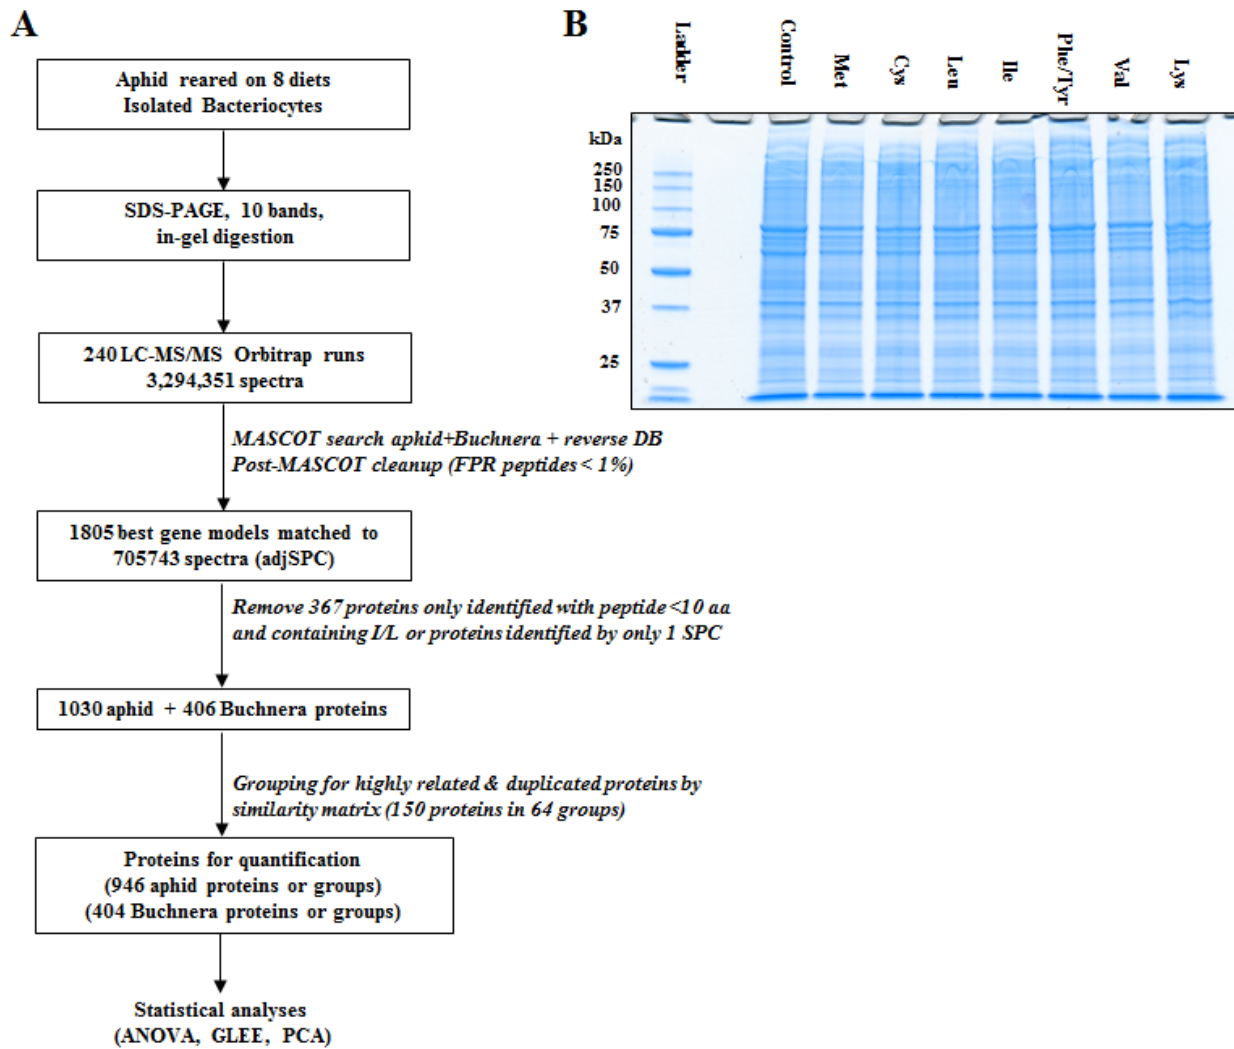 A
Aphid reared on 8 diets
Isolated Bacteriocytes
SDS-PAGE, 10 bands,
in-gel digestion
240 LC-MS/MS Orbitrap runs
3,294,351 spectra
MASCOT search aphid+Buchnera + reverse DB
Post-MASCOT cleanup (FPR peptides < 1%)
1805 best gene models matched to
705743 spectra (adjSPC)
Remove 367 proteins only identified with peptide <10 aa
and containing I/L or proteins identified by only 1 SPC
1030 aphid + 406 Buchnera proteins
Grouping for highly related & duplicated proteins by
similarity matrix (150 proteins in 64 groups)
Proteins for quantification
(946 aphid proteins or groups)
(404 Buchnera proteins or groups)
Statistical analyses
(ANOVA, GLEE, PCA)
B
Ladder
Control
Met
Cys
Leu
Ile
Phe/Tyr
Val
Lys
kDa
250
150
100
75
50
37
25